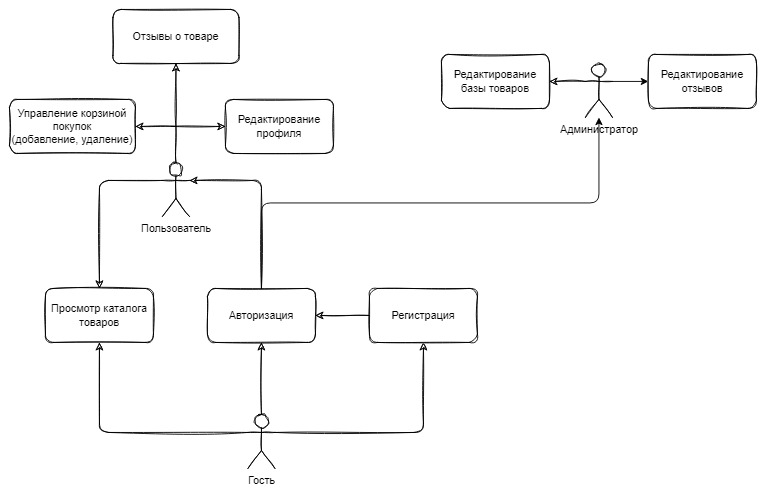 Отзывы о товаре
Управление корзиной
покупок
(добавление, удаление)
Редактирование
профиля
Редактирование
базы товаров
Редактирование
отзывов
Администратор
Пользователь
Просмотр каталога
товаров
Авторизация
Регистрация
Гость